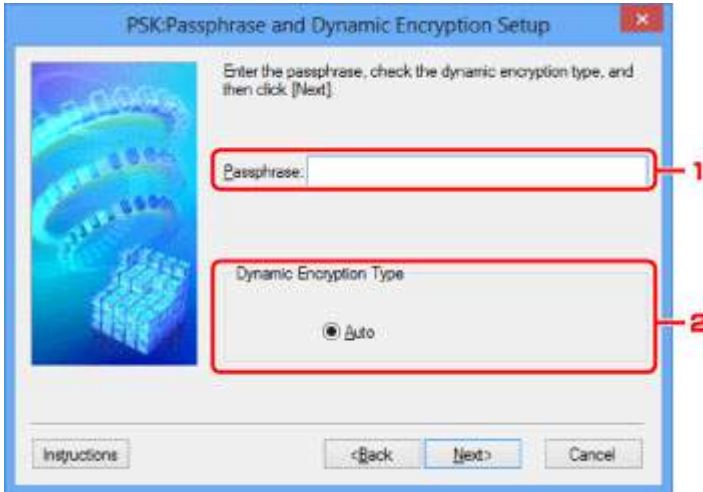 PSK:Passphrase and Dynamic Encryption Setup
Enter the passphrase, check the dynamic encryption type, and
then click [Next].
Passphrase:
1
Dynamic Encryption Type
Auto
2
Instructions
<Back
Next>
Cancel